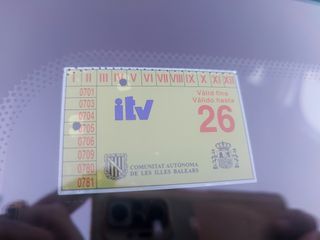 I II III IV V VI VII VIII IX X XI XII
0701
0703
0704
0705
0706
0709
0780
0781
itv
Vàlid fins
Válido hasta
26
COMUNITAT AUTÒNOMA
DE LES ILLES BALEARS